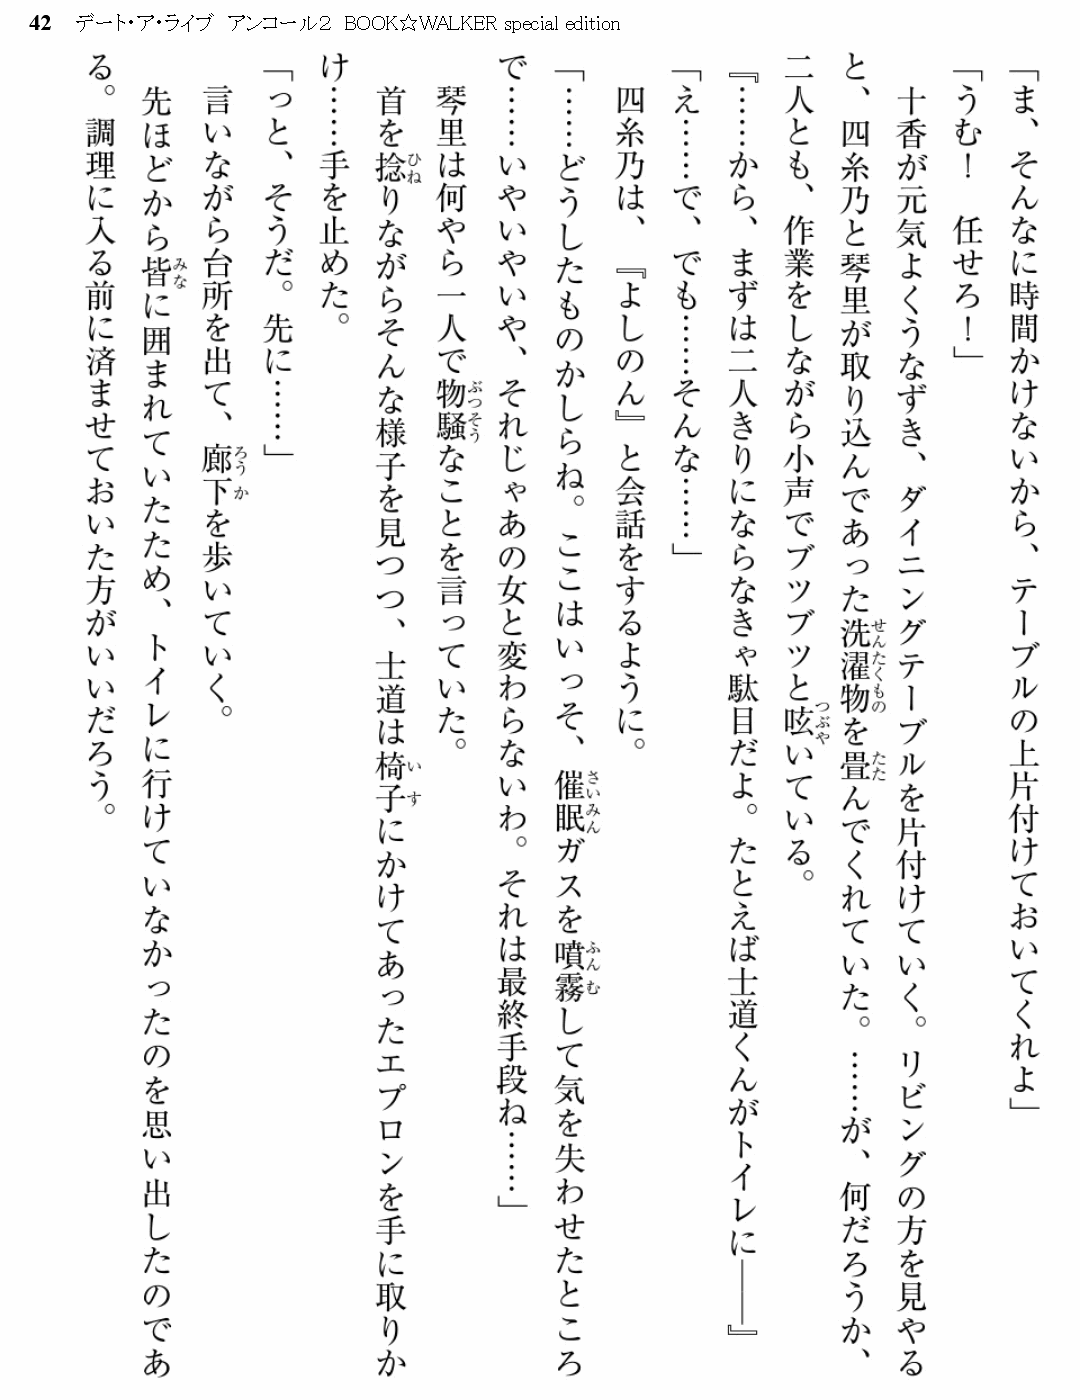 42 デート・ア・ライブ アンコール2 BOOK☆WALKER special edition
「ま、そんなに時間かけないから、テーブルの上片付けておいてくれよ」
「うむ！　任せろ！」
　十香が元気よくうなずき、ダイニングテーブルを片付けていく。リビングの方を見やる
と、四糸乃と琴里が取り込んであった洗濯物を畳んでくれていた。……が、何だろうか、
二人とも、作業をしながら小声でブツブツと呟いている。
『……から、まずは二人きりにならなきゃ駄目だよ。たとえば士道くんがトイレに――』
「え……で、でも……そんな……」
　四糸乃は、『よしのん』と会話をするように。
「……どうしたものかしらね。ここはいっそ、催眠ガスを噴霧して気を失わせたところ
で……いやいやいや、それじゃあの女と変わらないわ。それは最終手段ね……」
　琴里は何やら一人で物騒なことを言っていた。
　首を捻りながらそんな様子を見つつ、士道は椅子にかけてあったエプロンを手に取りか
け……手を止めた。
「っと、そうだ。先に……」
　言いながら台所を出て、廊下を歩いていく。
　先ほどから皆に囲まれていたため、トイレに行けていなかったのを思い出したのであ
る。調理に入る前に済ませておいた方がいいだろう。